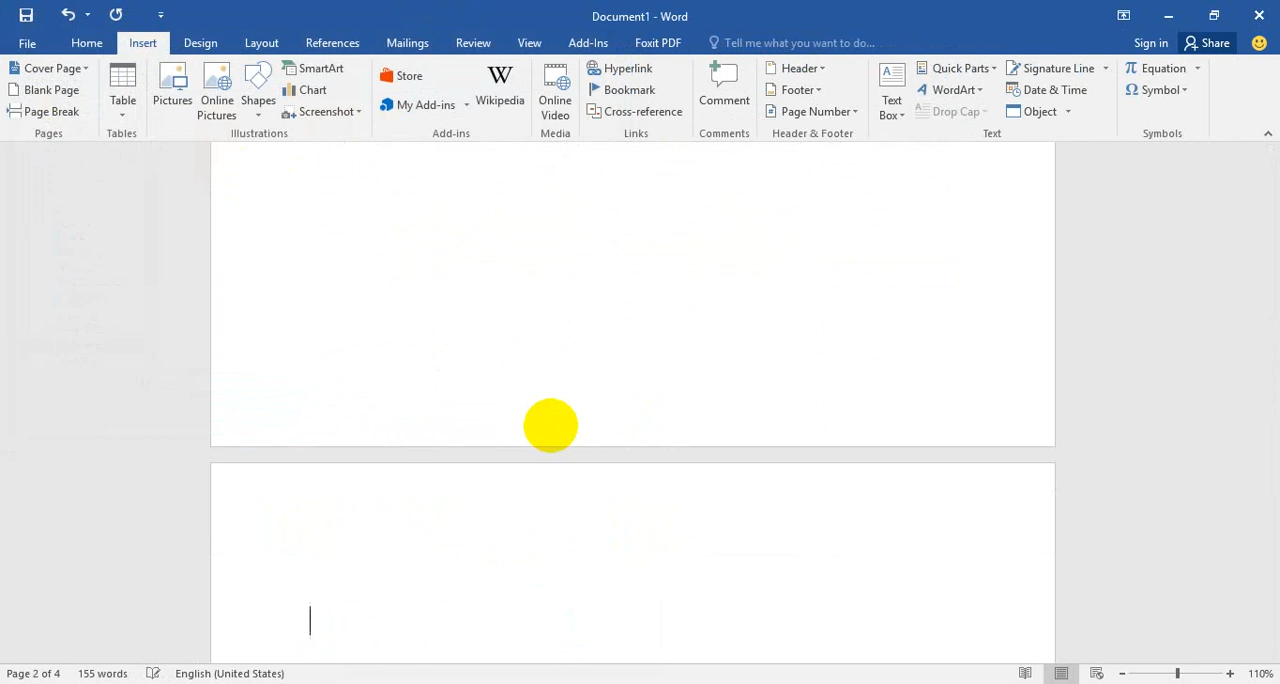 Document1 - Word
File Home Insert Design Layout References Mailings Review View Add-Ins Foxit PDF Tell me what you want to do... Sign in Share
Cover Page
Blank Page
Page Break
Pages
Table
Tables
Pictures
Online Pictures
Shapes
SmartArt
Chart
Screenshot
Illustrations
Store
My Add-ins
Wikipedia
Add-ins
Online Video
Media
Hyperlink
Bookmark
Cross-reference
Links
Comment
Comments
Header
Footer
Page Number
Header & Footer
Text Box
Quick Parts
WordArt
Drop Cap
Signature Line
Date & Time
Object
Text
Equation
Symbol
Symbols
Page 2 of 4 155 words English (United States) 110%